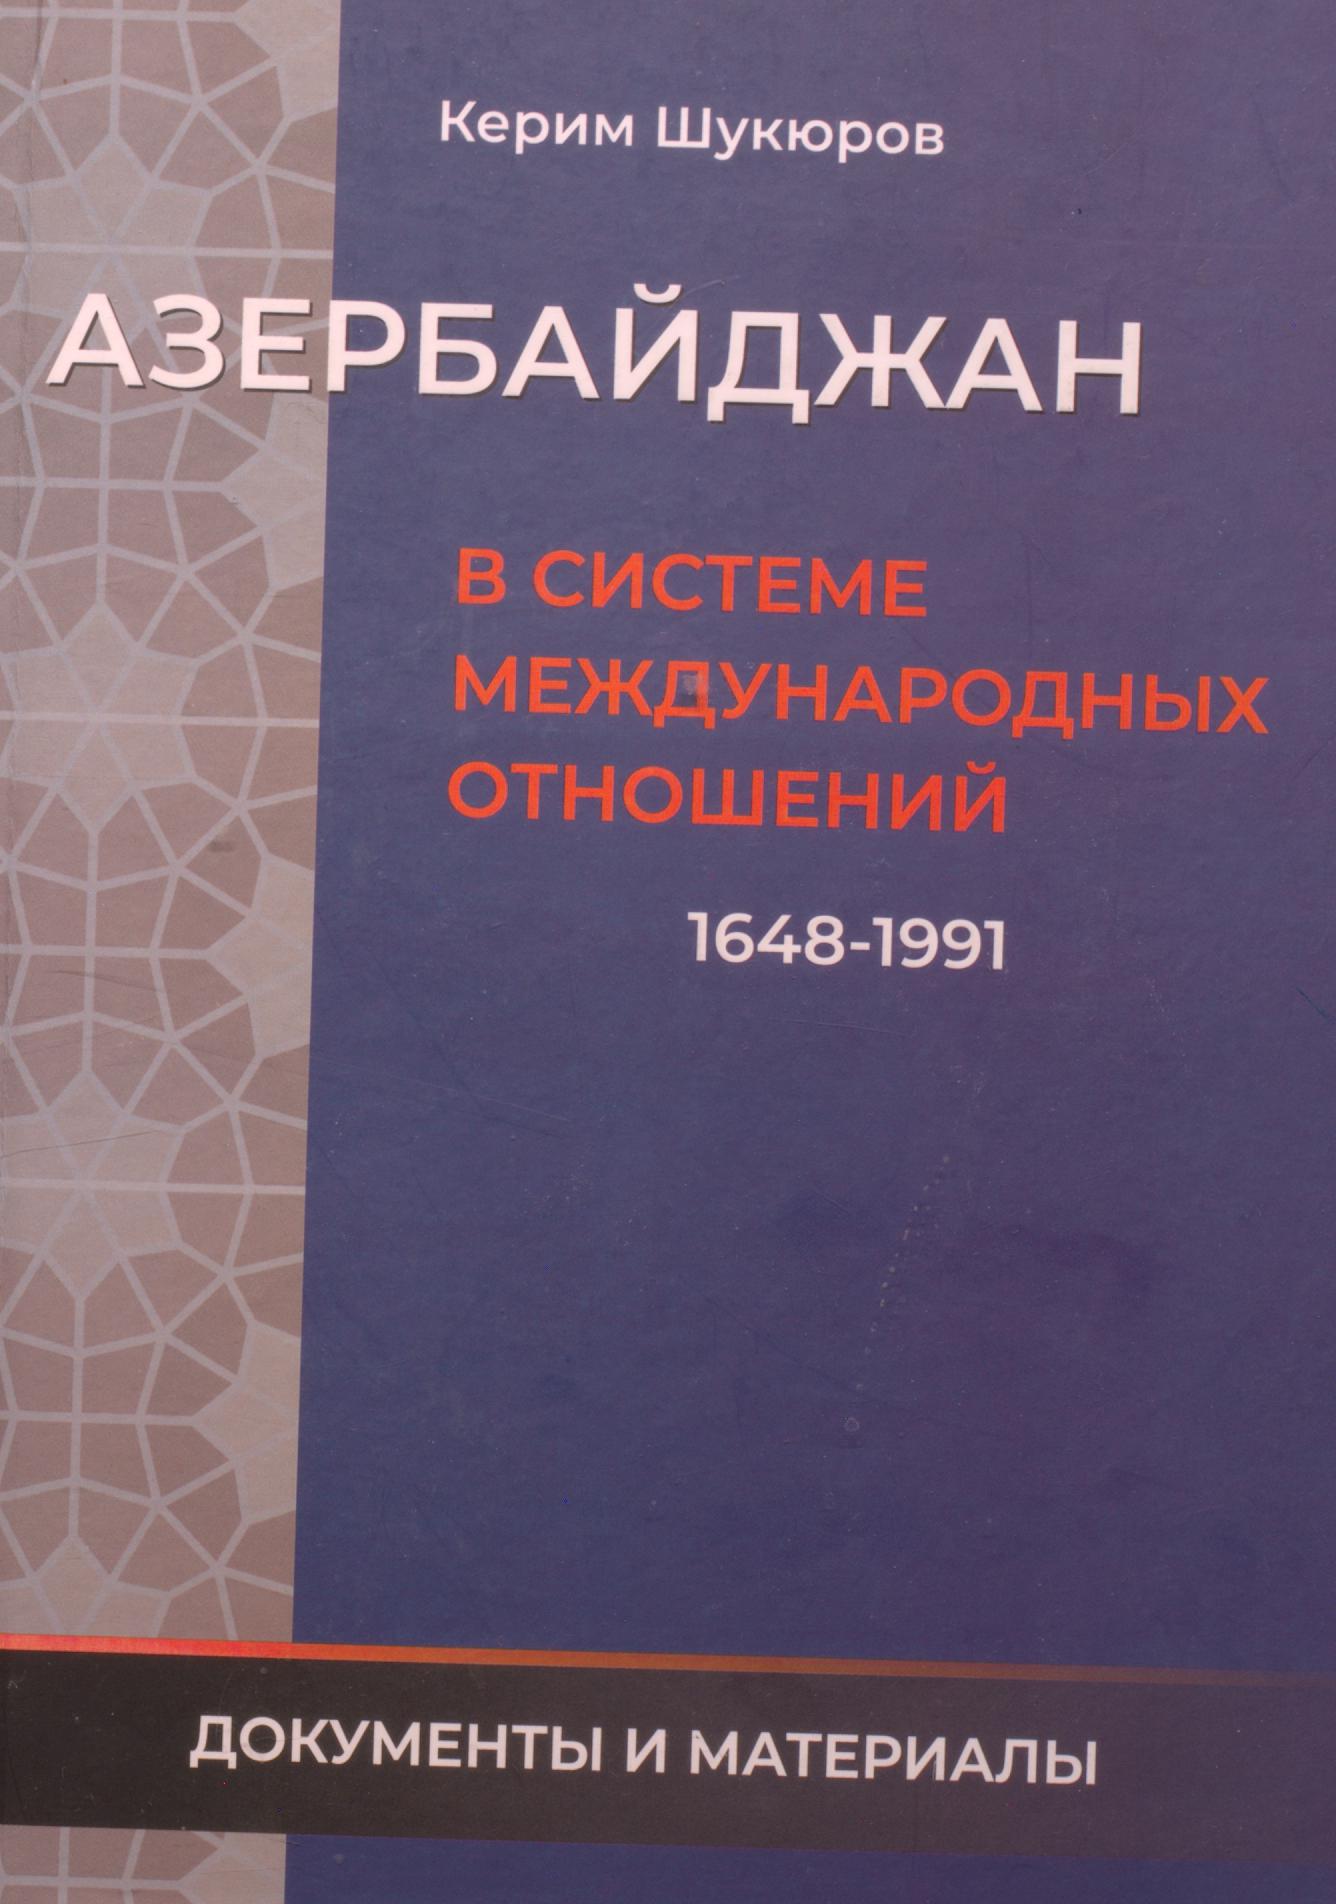 Керим Шукюров
АЗЕРБАЙДЖАН
В СИСТЕМЕ
МЕЖДУНАРОДНЫХ
ОТНОШЕНИЙ
1648-1991
ДОКУМЕНТЫ И МАТЕРИАЛЫ